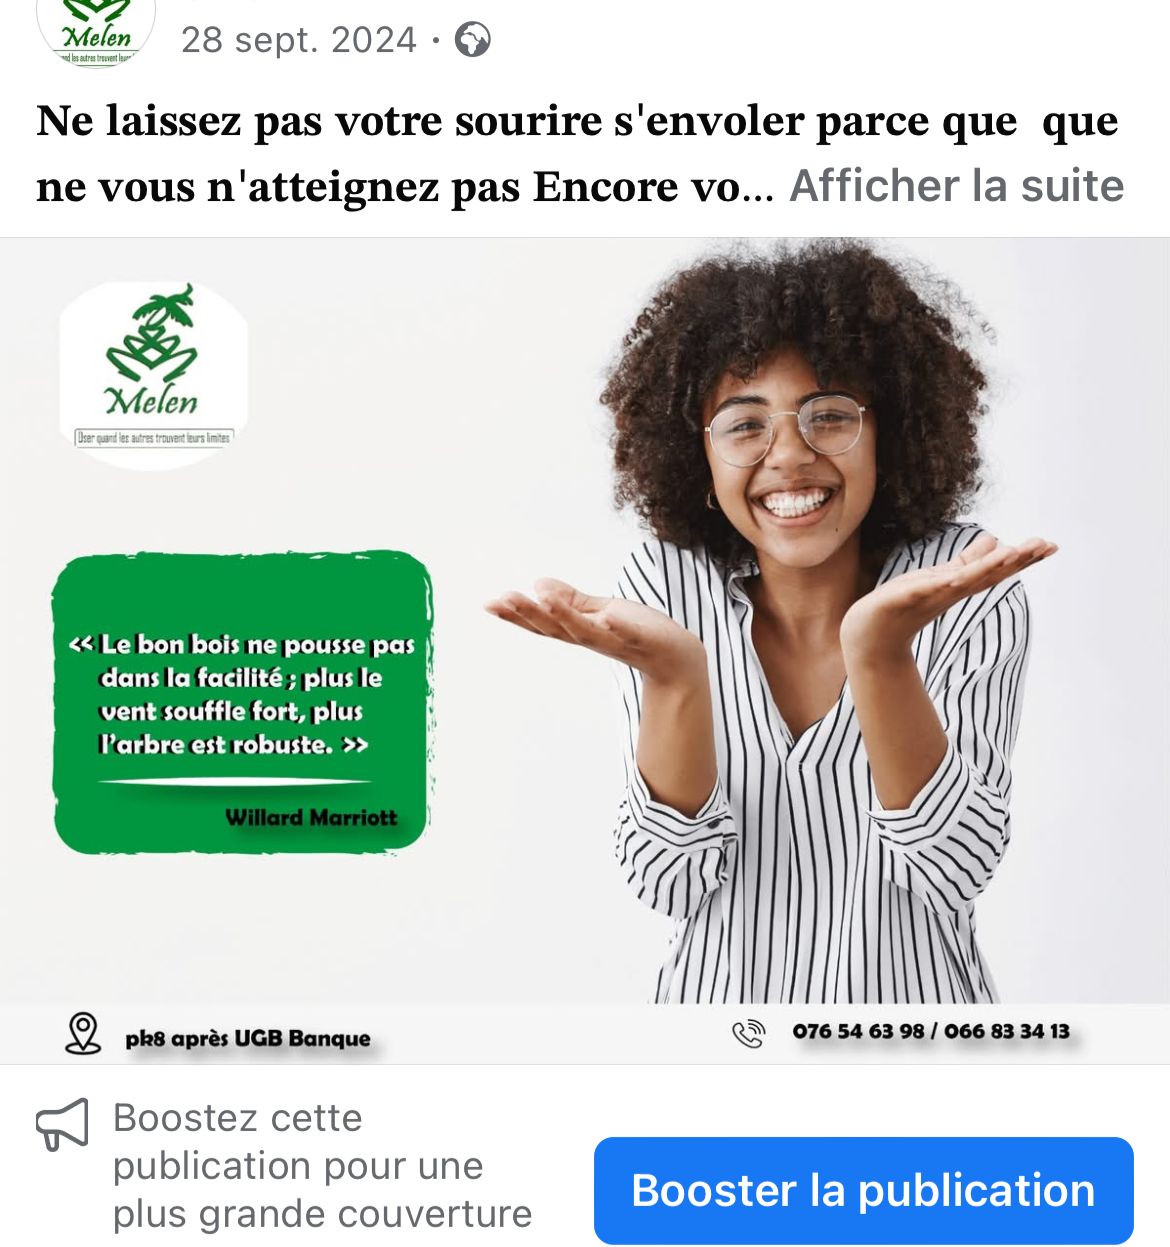 Melen
28 sept. 2024 ·
Ne laissez pas votre sourire s'envoler parce que  que
ne vous n'atteignez pas Encore vo... Afficher la suite
Melen
Oser quand les autres trouvent leurs limites
<< Le bon bois ne pousse pas
dans la facilité ; plus le
vent souffle fort, plus
l'arbre est robuste. >>
Willard Marriott
pk8 après UGB Banque
076 54 63 98 / 066 83 34 13
Boostez cette
publication pour une
plus grande couverture
Booster la publication